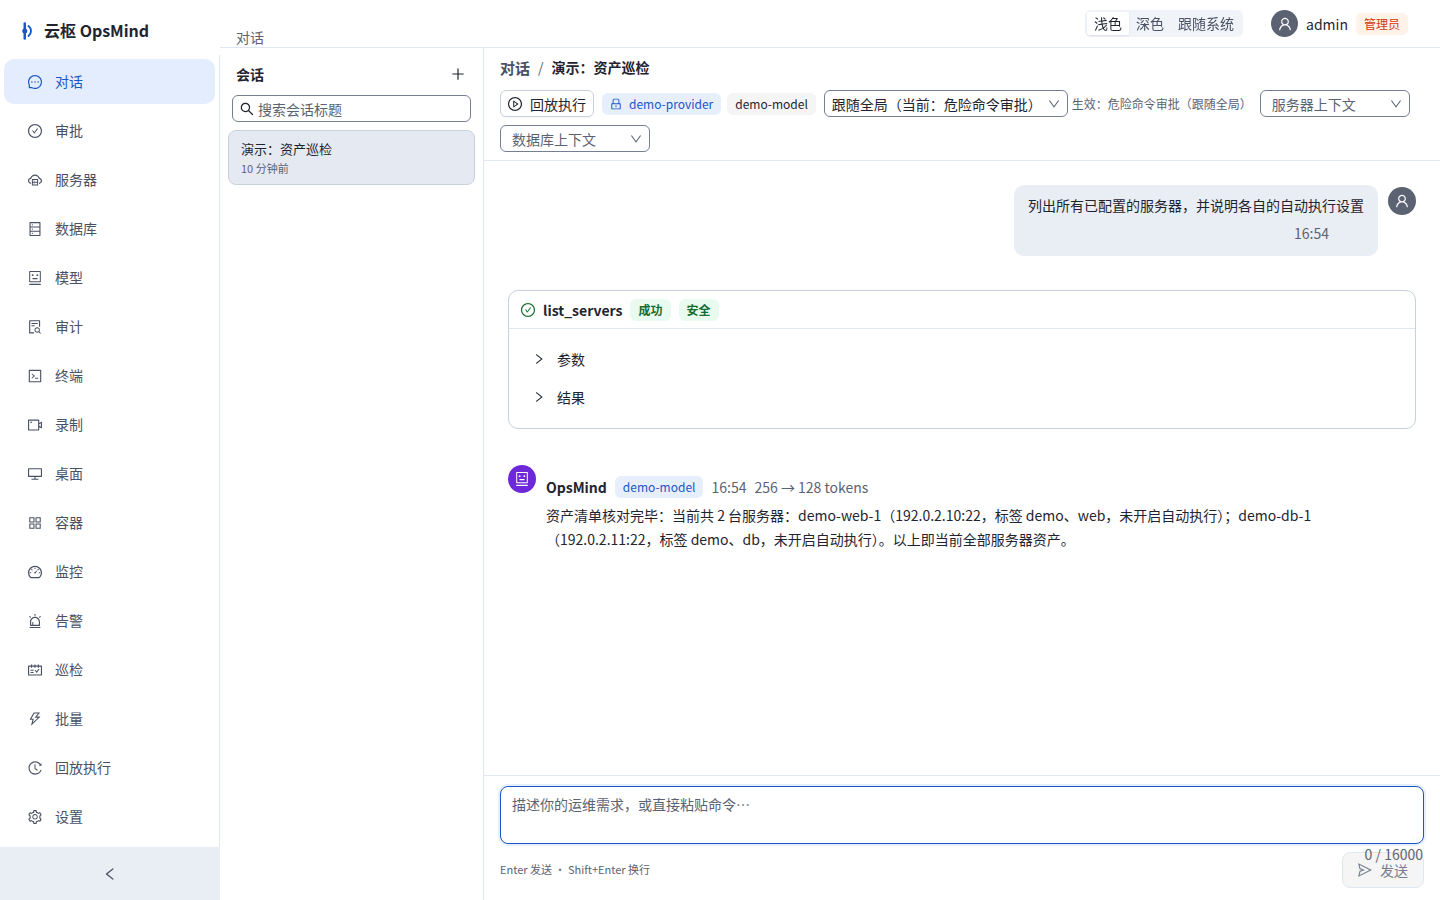 云枢 OpsMind
对话
审批
服务器
数据库
模型
审计
终端
录制
桌面
容器
监控
告警
巡检
批量
回放执行
设置
对话
浅色 深色 跟随系统
admin 管理员
会话
搜索会话标题
演示：资产巡检
10 分钟前
对话 / 演示：资产巡检
回放执行 demo-provider demo-model 跟随全局（当前：危险命令审批） 生效：危险命令审批（跟随全局） 服务器上下文
数据库上下文
列出所有已配置的服务器，并说明各自的自动执行设置
16:54
list_servers 成功 安全
参数
结果
OpsMind demo-model 16:54 256 → 128 tokens
资产清单核对完毕：当前共 2 台服务器：demo-web-1（192.0.2.10:22，标签 demo、web，未开启自动执行）；demo-db-1
（192.0.2.11:22，标签 demo、db，未开启自动执行）。以上即当前全部服务器资产。
描述你的运维需求，或直接粘贴命令…
0 / 16000
Enter 发送 · Shift+Enter 换行
发送